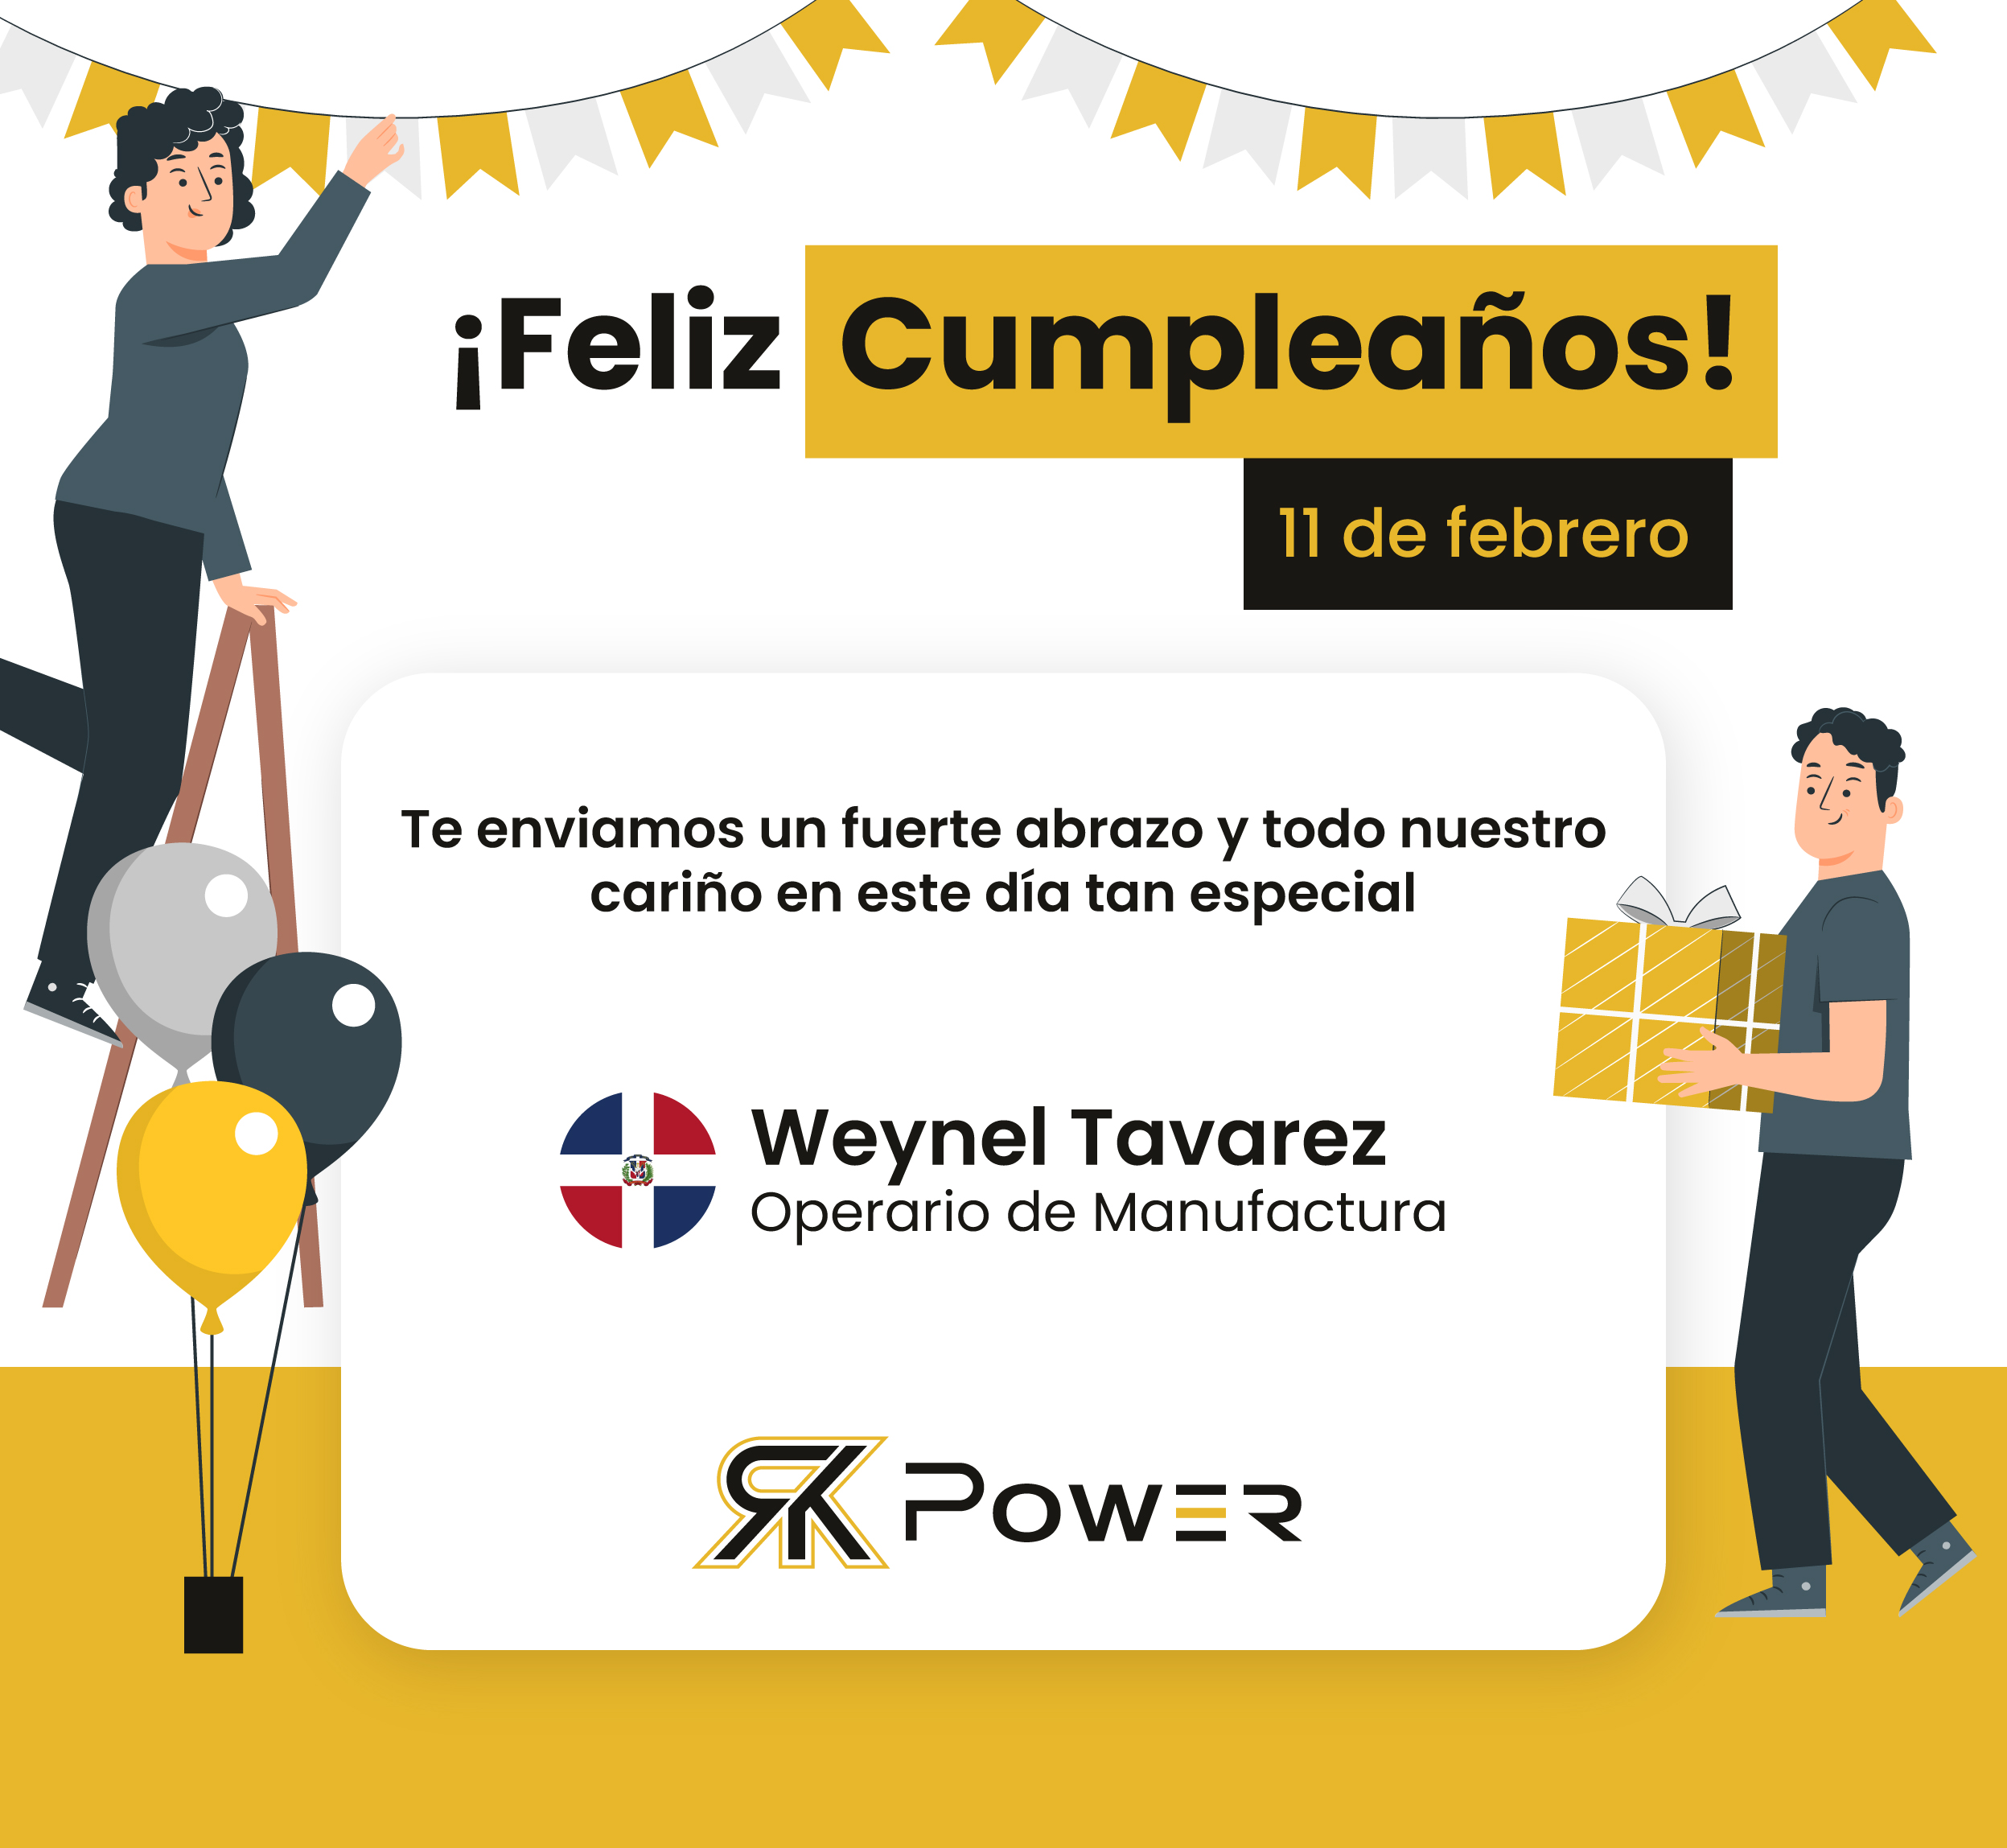 ¡Feliz Cumpleaños!
11 de febrero
Te enviamos un fuerte abrazo y todo nuestro
cariño en este día tan especial
Weynel Tavarez
Operario de Manufactura
RK Power